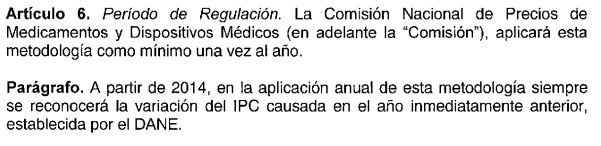 Artículo 6. Período de Regulación. La Comisión Nacional de Precios de
Medicamentos y Dispositivos Médicos (en adelante la “Comisión”), aplicará esta
metodología como mínimo una vez al año.
Parágrafo. A partir de 2014, en la aplicación anual de esta metodología siempre
se reconocerá la variación del IPC causada en el año inmediatamente anterior,
establecida por el DANE.